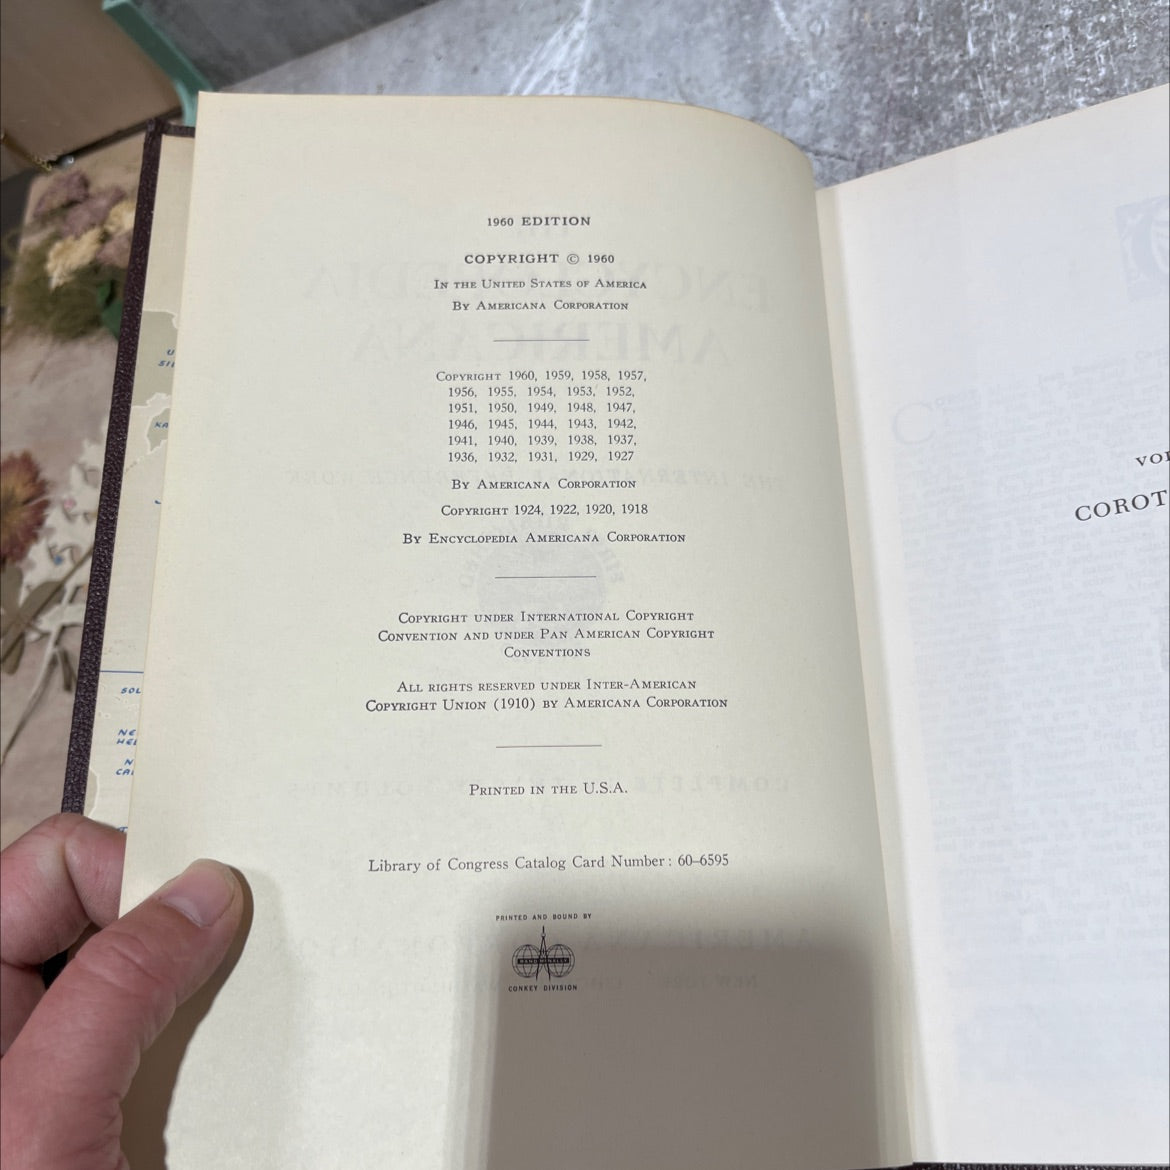 1960 EDITION
COPYRIGHT © 1960
IN THE UNITED STATES OF AMERICA
BY AMERICANA CORPORATION
COPYRIGHT 1960, 1959, 1958, 1957,
1956, 1955, 1954, 1953, 1952,
1951, 1950, 1949, 1948, 1947,
1946, 1945, 1944, 1943, 1942,
1941, 1940, 1939, 1938, 1937,
1936, 1932, 1931, 1929, 1927
BY AMERICANA CORPORATION
COPYRIGHT 1924, 1922, 1920, 1918
BY ENCYCLOPEDIA AMERICANA CORPORATION
COPYRIGHT UNDER INTERNATIONAL COPYRIGHT
CONVENTION AND UNDER PAN AMERICAN COPYRIGHT
CONVENTIONS
ALL RIGHTS RESERVED UNDER INTER-AMERICAN
COPYRIGHT UNION (1910) BY AMERICANA CORPORATION
PRINTED IN THE U.S.A.
Library of Congress Catalog Card Number: 60–6595
PRINTED AND BOUND BY
RAND MCNALLY
CONKEY DIVISION
VOL
COROT